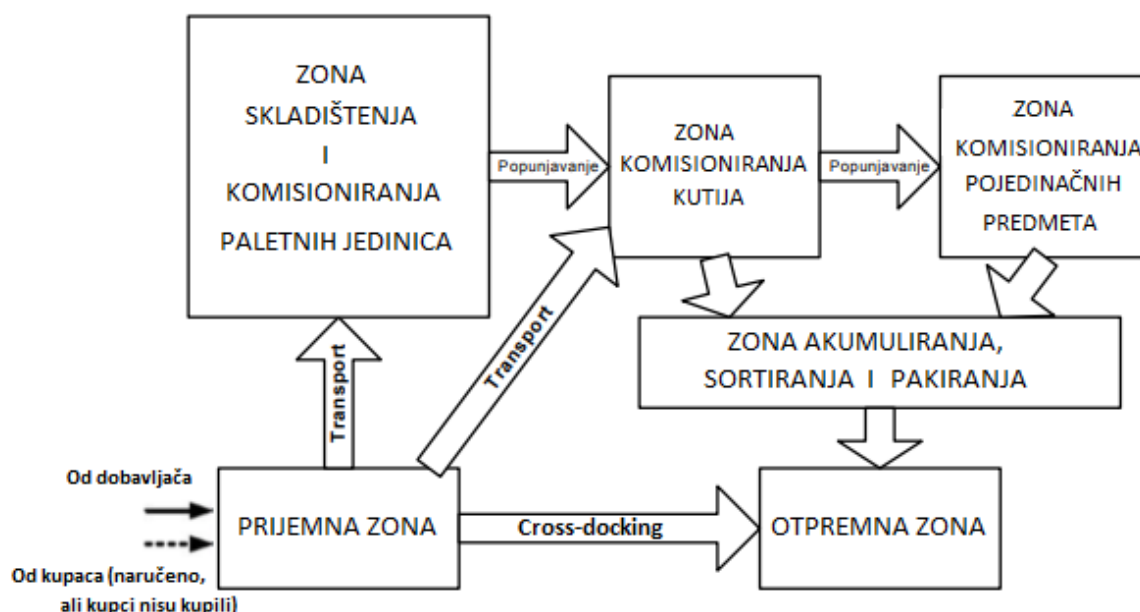 ZONA
SKLADIŠTENJA
I
KOMISIONIRANJA
PALETNIH JEDINICA
Popunjavanje
ZONA
KOMISIONIRANJA
KUTIJA
Popunjavanje
ZONA
KOMISIONIRANJA
POJEDINAČNIH
PREDMETA
Transport
Transport
ZONA AKUMULIRANJA,
SORTIRANJA I PAKIRANJA
Od dobavljača
PRIJEMNA ZONA
Cross-docking
OTPREMNA ZONA
Od kupaca (naručeno,
ali kupci nisu kupili)